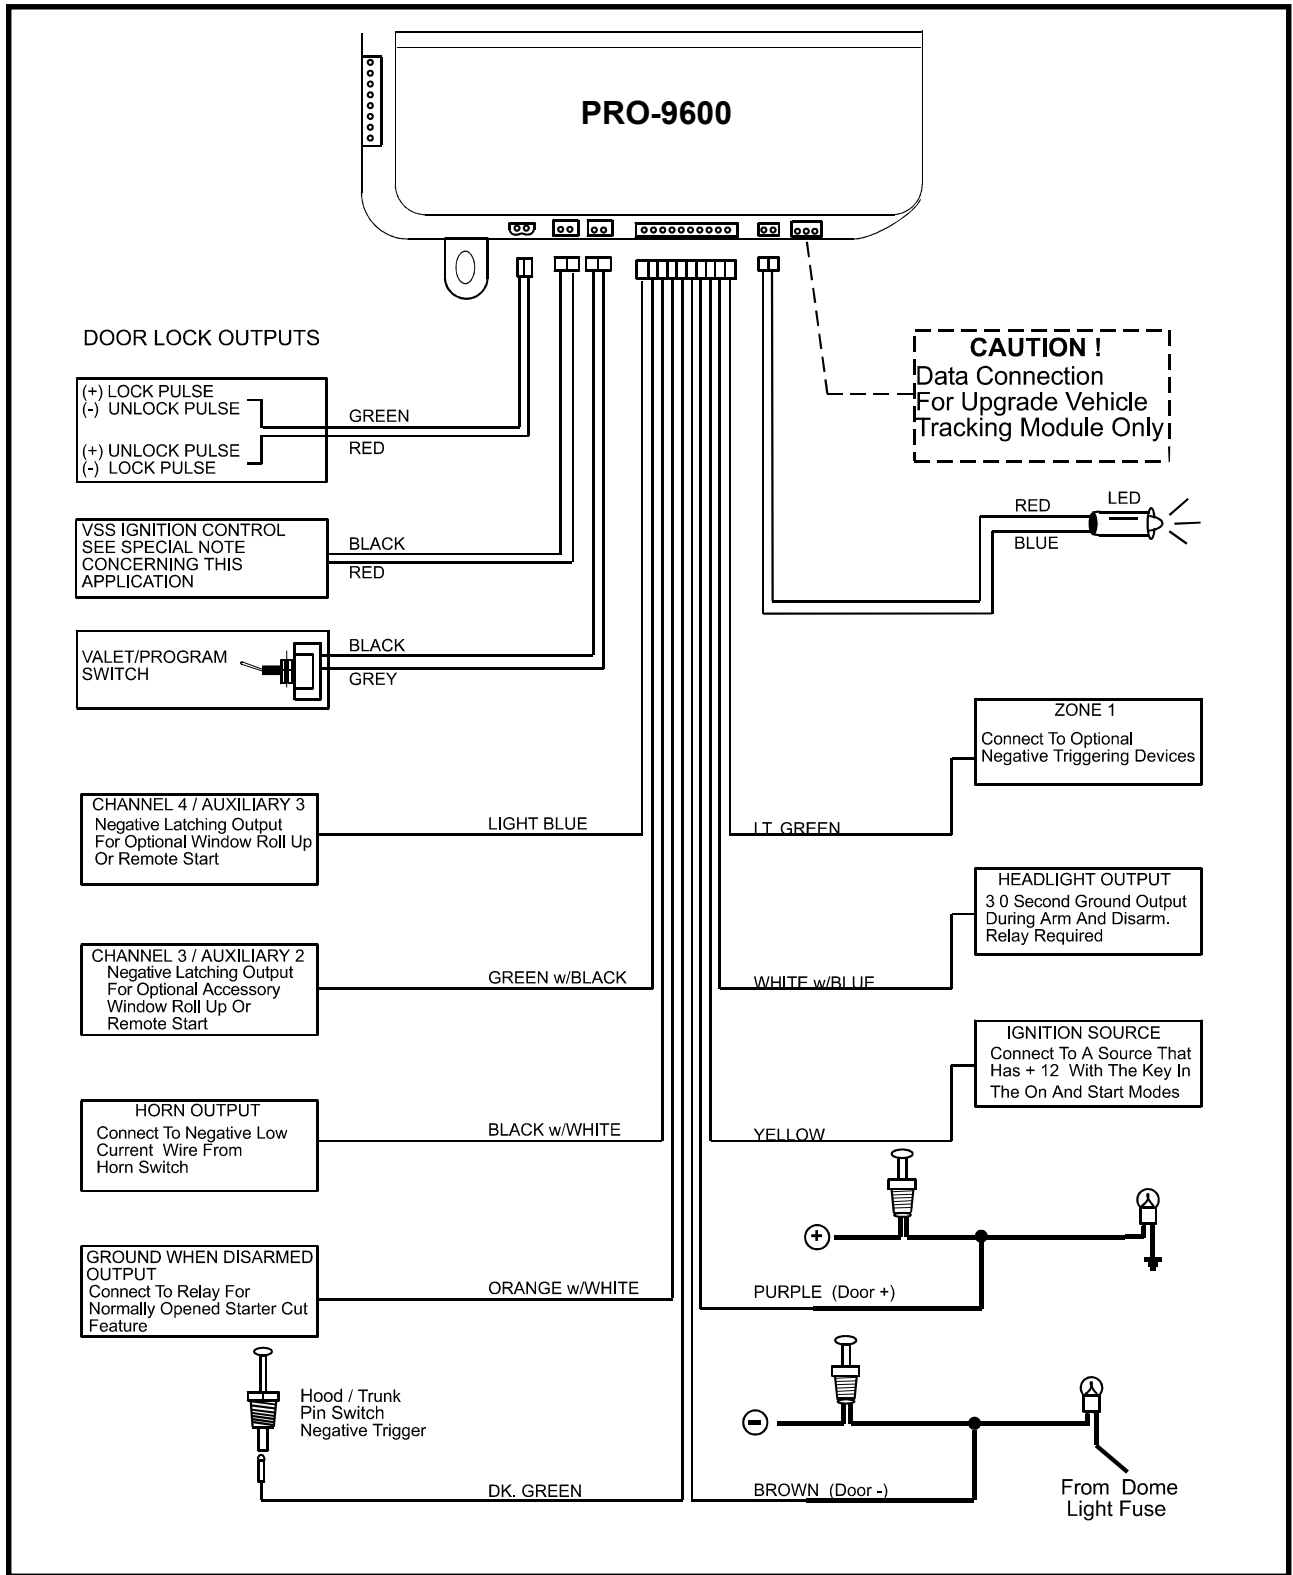 PRO-9600
DOOR LOCK OUTPUTS
(+) LOCK PULSE
(-) UNLOCK PULSE
(+) UNLOCK PULSE
(-) LOCK PULSE
GREEN
RED
CAUTION !
Data Connection
For Upgrade Vehicle
Tracking Module Only
VSS IGNITION CONTROL
SEE SPECIAL NOTE
CONCERNING THIS
APPLICATION
BLACK
RED
RED
BLUE
LED
VALET/PROGRAM
SWITCH
BLACK
GREY
ZONE 1
Connect To Optional
Negative Triggering Devices
CHANNEL 4 / AUXILIARY 3
Negative Latching Output
For Optional Window Roll Up
Or Remote Start
LIGHT BLUE
LT. GREEN
HEADLIGHT OUTPUT
3 0 Second Ground Output
During Arm And Disarm.
Relay Required
CHANNEL 3 / AUXILIARY 2
Negative Latching Output
For Optional Accessory
Window Roll Up Or
Remote Start
GREEN w/BLACK
WHITE w/BLUE
IGNITION SOURCE
Connect To A Source That
Has + 12 With The Key In
The On And Start Modes
HORN OUTPUT
Connect To Negative Low
Current Wire From
Horn Switch
BLACK w/WHITE
YELLOW
+
GROUND WHEN DISARMED
OUTPUT
Connect To Relay For
Normally Opened Starter Cut
Feature
ORANGE w/WHITE
PURPLE (Door +)
Hood / Trunk
Pin Switch
Negative Trigger
-
DK. GREEN
BROWN (Door -)
From Dome
Light Fuse